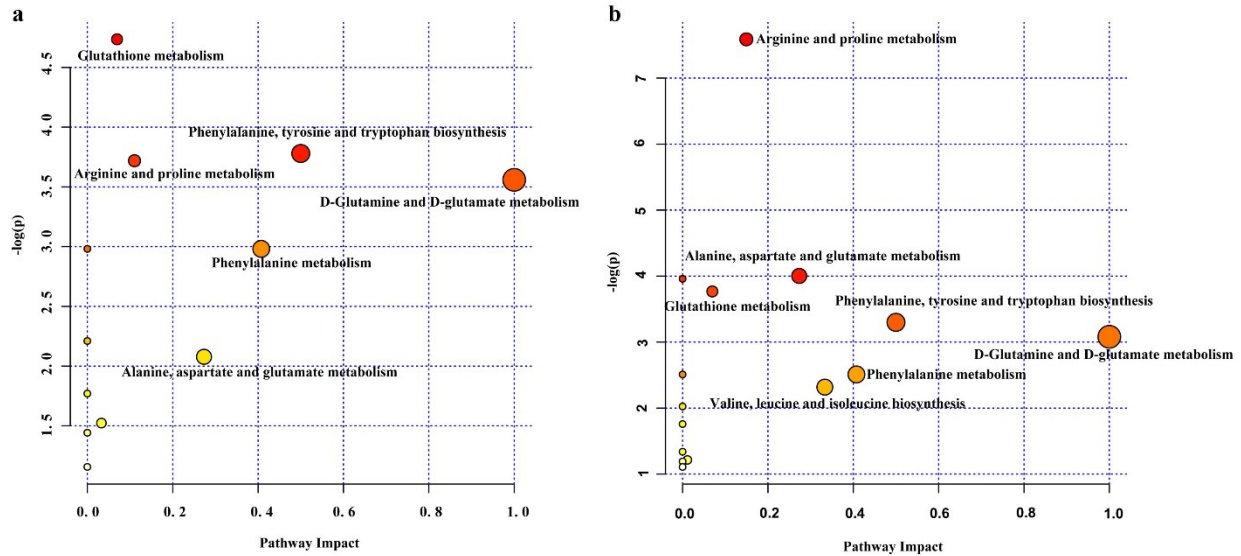 a
Glutathione metabolism
4. 5
4. 0
Phenylalanine, tyrosine and tryptophan biosynthesis
Arginine and proline metabolism
3. 5
D-Glutamine and D-glutamate metabolism
-log(p)
3. 0
Phenylalanine metabolism
2. 5
2. 0
Alanine, aspartate and glutamate metabolism
1. 5
0. 0 0. 2 0. 4 0. 6 0. 8 1. 0
Pathway Impact
b
Arginine and proline metabolism
7
6
5
Alanine, aspartate and glutamate metabolism
4
-log(p)
Glutathione metabolism
Phenylalanine, tyrosine and tryptophan biosynthesis
3
D-Glutamine and D-glutamate metabolism
Phenylalanine metabolism
Valine, leucine and isoleucine biosynthesis
2
1
0.0 0.2 0.4 0.6 0.8 1.0
Pathway Impact